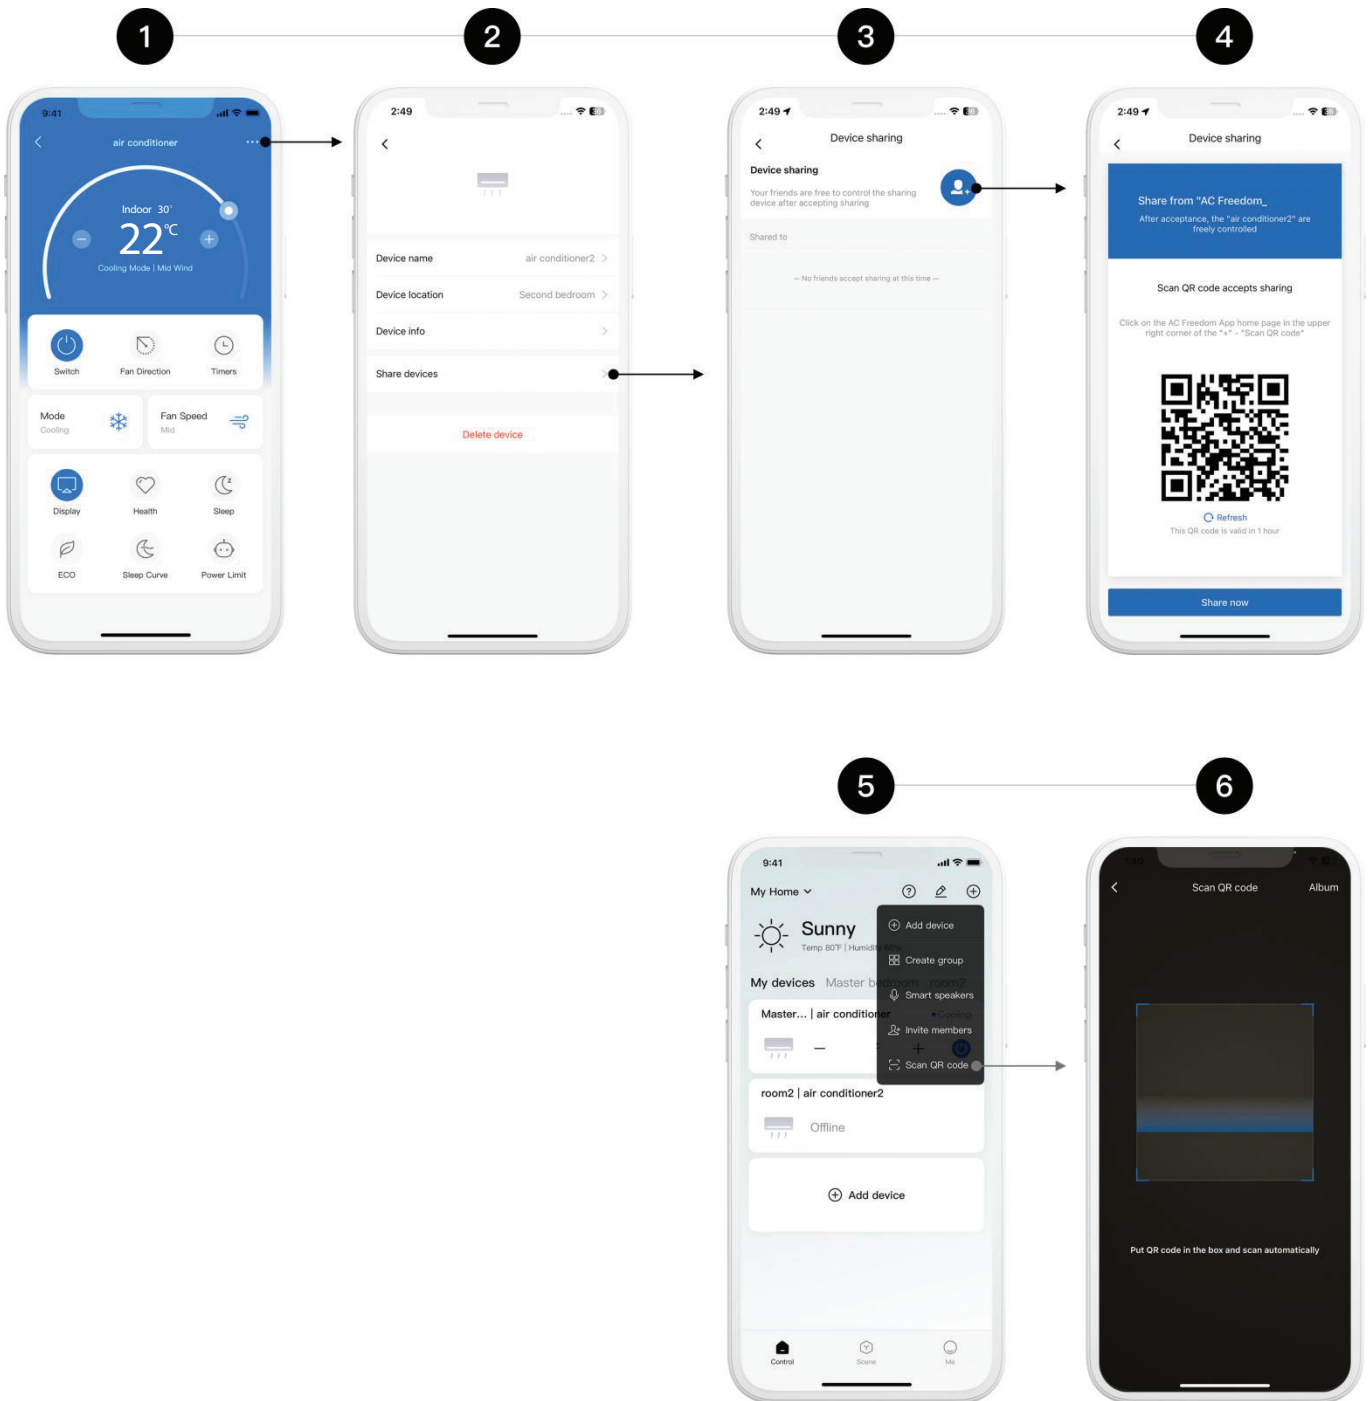 1
2
3
4
9:41
air conditioner
Indoor 30°
22℃
Cooling Mode | Mid Wind
Switch
Fan Direction
Timers
Mode
Cooling
Fan Speed
Mid
Display
Health
Sleep
ECO
Sleep Curve
Power Limit
2:49
Device name
air conditioner2
Device location
Second bedroom
Device info
Share devices
Delete device
2:49
Device sharing
Device sharing
Your friends are free to control the sharing
device after accepting sharing
Shared to
— No friends accept sharing at this time —
2:49
Device sharing
Share from "AC Freedom_
After acceptance, the "air conditioner2" are
freely controlled
Scan QR code accepts sharing
Click on the AC Freedom App home page in the upper
right corner of the "+" - "Scan QR code"
Refresh
This QR code is valid in 1 hour
Share now
5
6
9:41
My Home
Sunny
Temp 80°F | Humidity
Add device
Create group
Smart speakers
Invite members
Scan QR code
My devices
Master bedroom
room2
Master... | air conditioner
Cooling
room2 | air conditioner2
Offline
Add device
Control
Scene
Me
Scan QR code
Album
Put QR code in the box and scan automatically